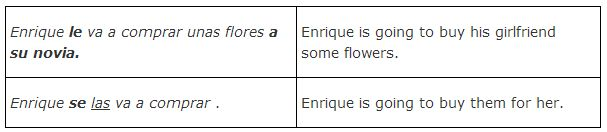 Enrique le va a comprar unas flores a
su novia.
Enrique is going to buy his girlfriend
some flowers.
Enrique se las va a comprar .
Enrique is going to buy them for her.